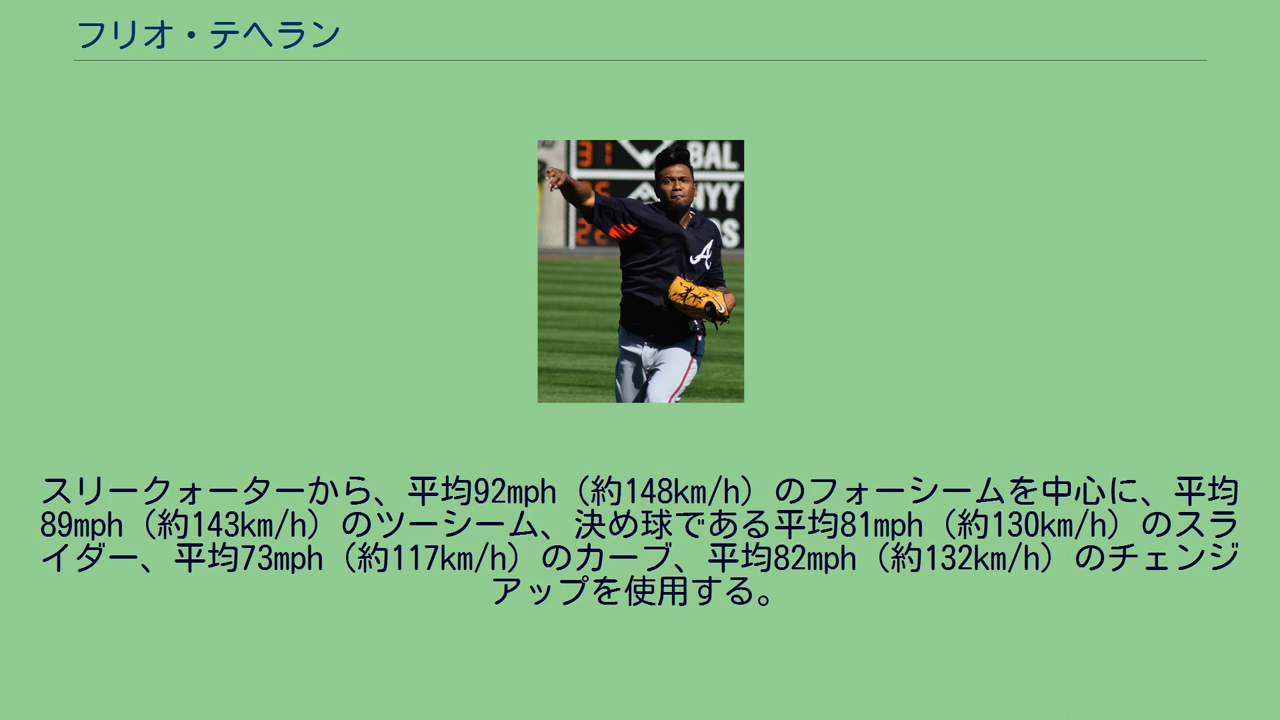 フリオ・テヘラン
31
BAL
NYY
22
スリークォーターから、平均92mph（約148km/h）のフォーシームを中心に、平均
89mph（約143km/h）のツーシーム、決め球である平均81mph（約130km/h）のスラ
イダー、平均73mph（約117km/h）のカーブ、平均82mph（約132km/h）のチェンジ
アップを使用する。